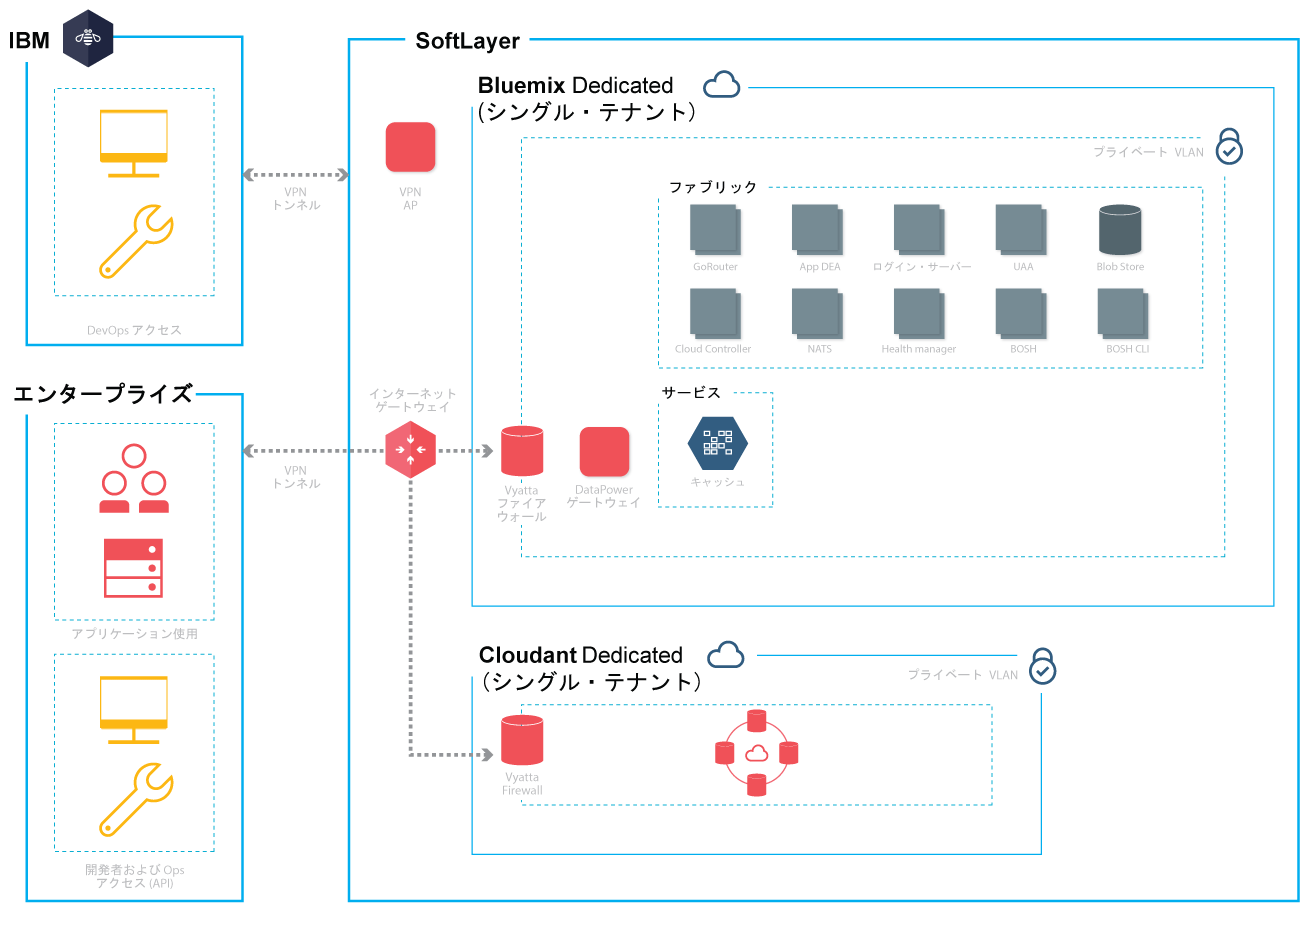 IBM
DevOps アクセス
VPN
トンネル
エンタープライズ
アプリケーション使用
開発者および Ops
アクセス (API)
VPN
トンネル
SoftLayer
VPN
AP
インターネット
ゲートウェイ
Bluemix Dedicated
(シングル・テナント)
プライベート VLAN
ファブリック
GoRouter
App DEA
ログイン・サーバー
UAA
Blob Store
Cloud Controller
NATS
Health manager
BOSH
BOSH CLI
サービス
キャッシュ
Vyatta
ファイア
ウォール
DataPower
ゲートウェイ
Cloudant Dedicated
(シングル・テナント)
プライベート VLAN
Vyatta
Firewall